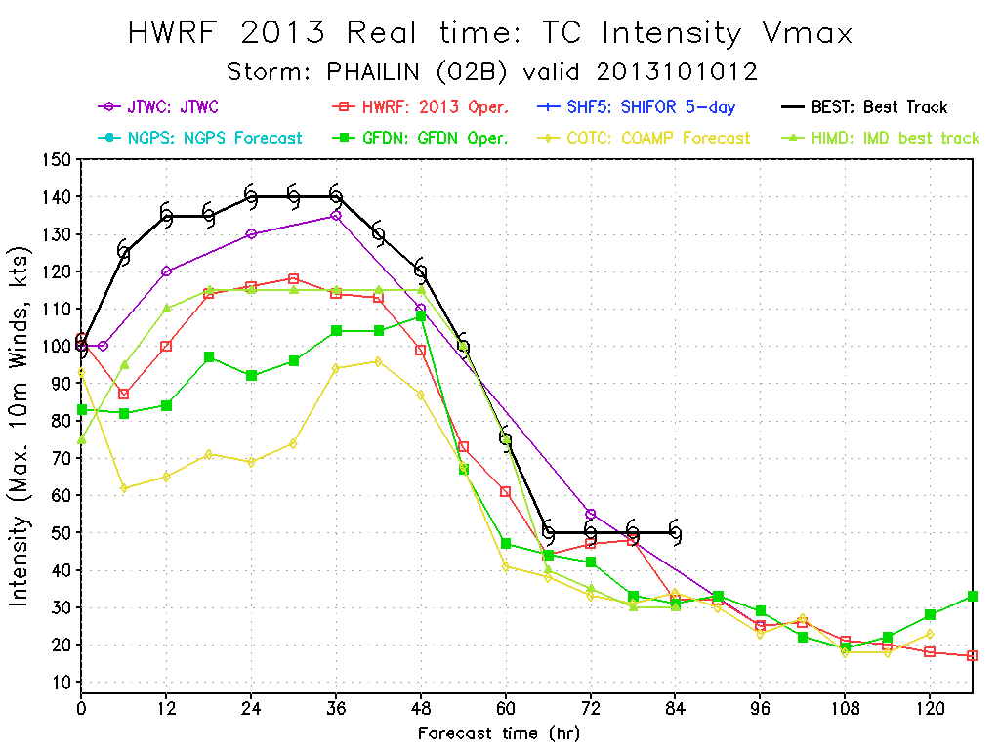 HWRF 2013 Real time: TC Intensity Vmax
Storm: PHAILIN (02B) valid 2013101012
JTWC: JTWC HWRF: 2013 Oper. SHF5: SHIFOR 5-day BEST: Best Track
NGPS: NGPS Forecast GFDN: GFDN Oper. COTC: COAMP Forecast HIMD: IMD best track
150
140
130
120
110
100
90
80
70
60
50
40
30
20
10
Intensity (Max. 10m Winds, kts)
0 12 24 36 48 60 72 84 96 108 120
Forecast time (hr)